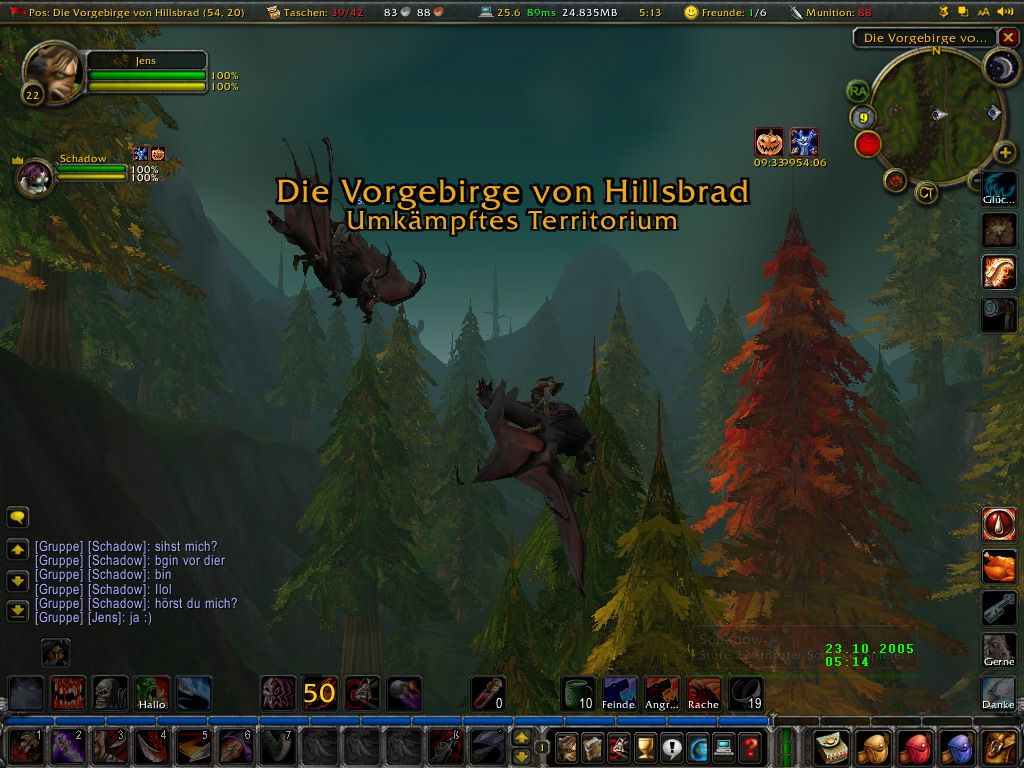 Pos: Die Vorgebirge von Hillsbrad (54, 20)
Taschen: 39/42
83 88
25.6 89ms 24.835MB
5:13
Freunde: 1/6
Munition: 88
Die Vorgebirge vo...
N
Jens
100%
100%
22
RA
9
CT
Schadow
100%
100%
Die Vorgebirge von Hillsbrad
Umkämpftes Territorium
Glüc...
[Gruppe] [Schadow]: sihst mich?
[Gruppe] [Schadow]: bgin vor dier
[Gruppe] [Schadow]: bin
[Gruppe] [Schadow]: llol
[Gruppe] [Schadow]: hörst du mich?
[Gruppe] [Jens]: ja :)
Schadow
23.10.2005
05:14
Gerne
Hallo
50
0
10
Feinde
Angr...
Rache
19
Danke
1 2 3 4 5 6 7 ß
1